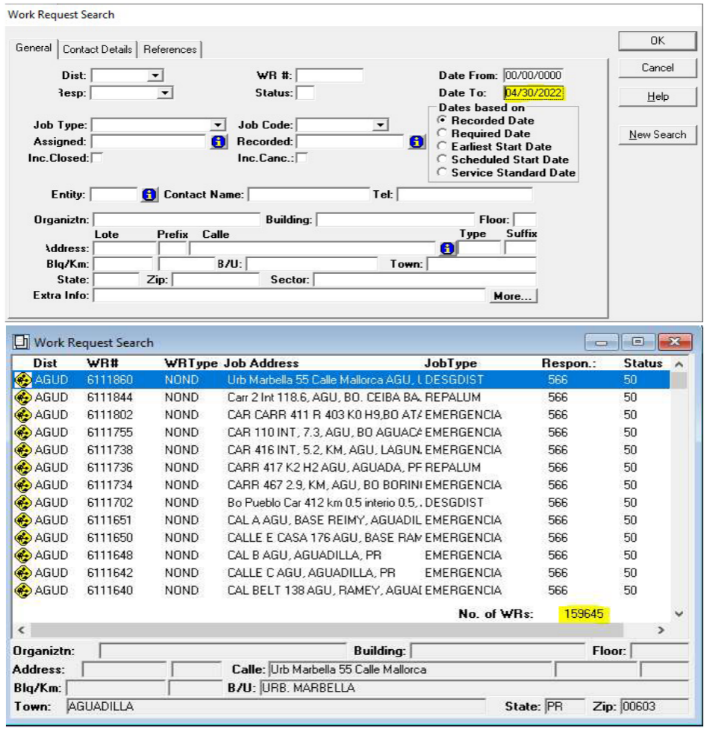 Work Request Search
General Contact Details References OK
Dist: WR #: Date From: 00/00/0000 Cancel
Resp: Status: Date To: 04/30/2022 Help
Dates based on
Job Type: Job Code: Recorded Date
Assigned: Recorded: Required Date New Search
Inc.Closed: Inc.Canc.: Earliest Start Date
Scheduled Start Date
Service Standard Date
Entity: Contact Name: Tel:
Organiztn: Building: Floor:
Lote Prefix Calle Type Suffix
Address:
Blq/Km: B/U: Town:
State: Zip: Sector:
Extra Info: More...
Work Request Search
Dist WR# WRType Job Address JobType Respon.: Status
AGUD 6111860 NOND Urb Marbella 55 Calle Mallorca AGU, DESGDIST 566 50
AGUD 6111844 NOND Carr 2 Int 118.6, AGU, BO. CEIBA BA. REPALUM 566 50
AGUD 6111802 NOND CAR CARR 411 R 403 K0 H9,BO ATA EMERGENCIA 566 50
AGUD 6111755 NOND CAR 110 INT, 7.3, AGU, BO AGUACA EMERGENCIA 566 50
AGUD 6111738 NOND CAR 416 INT, 5.2, KM, AGU, LAGUN. EMERGENCIA 566 50
AGUD 6111736 NOND CARR 417 K2 H2 AGU, AGUADA, PF REPALUM 566 50
AGUD 6111734 NOND CARR 467 2.9, KM, AGU, BO BORINI EMERGENCIA 566 50
AGUD 6111702 NOND Bo Pueblo Car 412 km 0.5 interio 0.5, . DESGDIST 566 50
AGUD 6111651 NOND CAL A AGU, BASE REIMY, AGUADIL EMERGENCIA 566 50
AGUD 6111650 NOND CALLE E CASA 176 AGU, BASE RAM EMERGENCIA 566 50
AGUD 6111648 NOND CAL B AGU, AGUADILLA, PR EMERGENCIA 566 50
AGUD 6111642 NOND CALLE C AGU, AGUADILLA, PR EMERGENCIA 566 50
AGUD 6111640 NOND CAL BELT 138 AGU, RAMEY, AGUAI EMERGENCIA 566 50
No. of WRs: 159645
Organiztn: Building: Floor:
Address: Calle: Urb Marbella 55 Calle Mallorca
Blq/Km: B/U: URB. MARBELLA
Town: AGUADILLA State: PR Zip: 00603